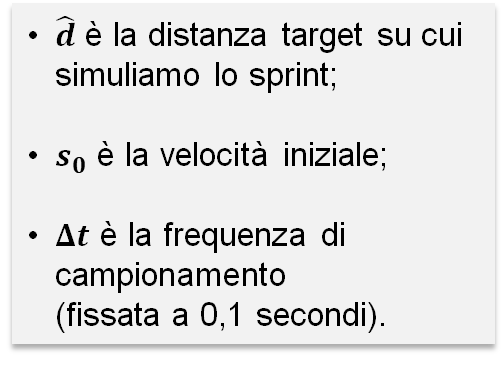 • d̂ è la distanza target su cui
simuliamo lo sprint;
• s₀ è la velocità iniziale;
• Δt è la frequenza di
campionamento
(fissata a 0,1 secondi).